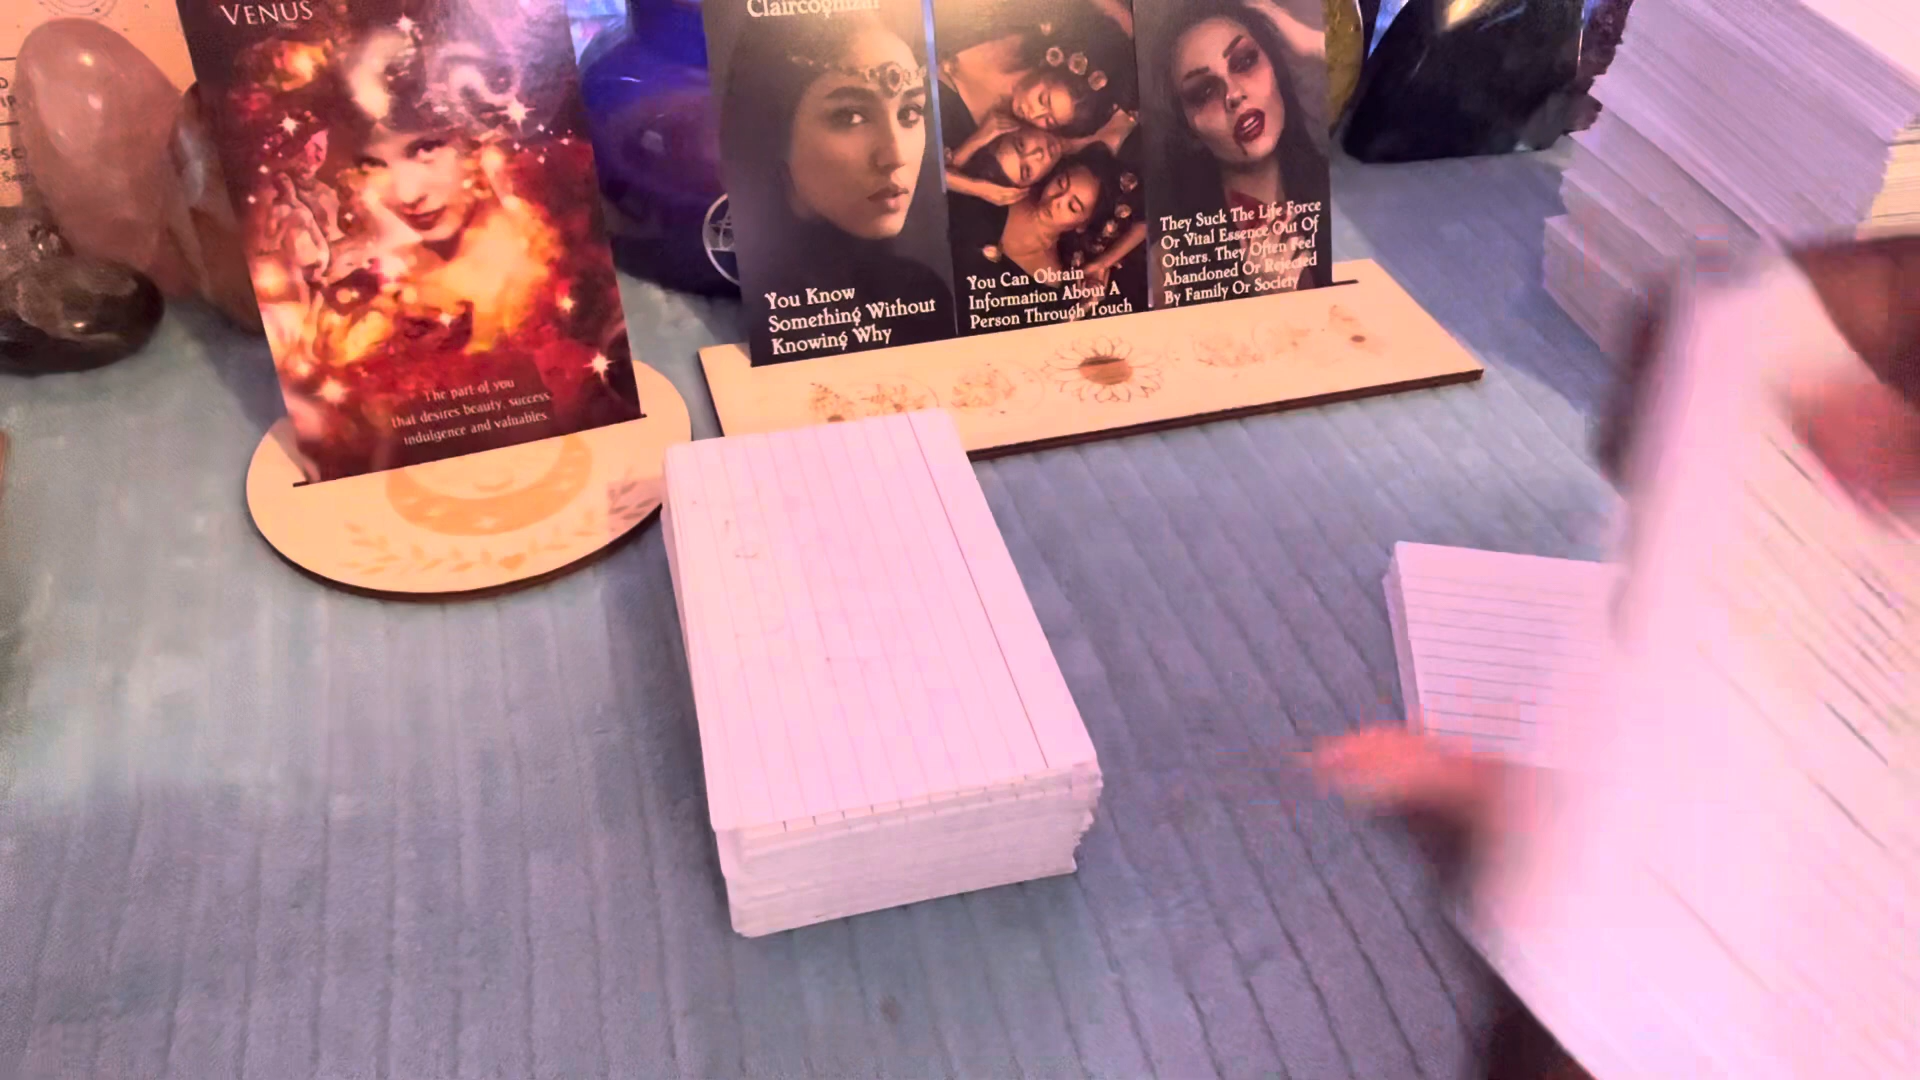 VENUS
The part of you
that desires beauty, success,
indulgence and valuables.
You Know
Something Without
Knowing Why
You Can Obtain
Information About A
Person Through Touch
They Suck The Life Force
Or Vital Essence Out Of
Others. They Often Feel
Abandoned Or Rejected
By Family Or Society